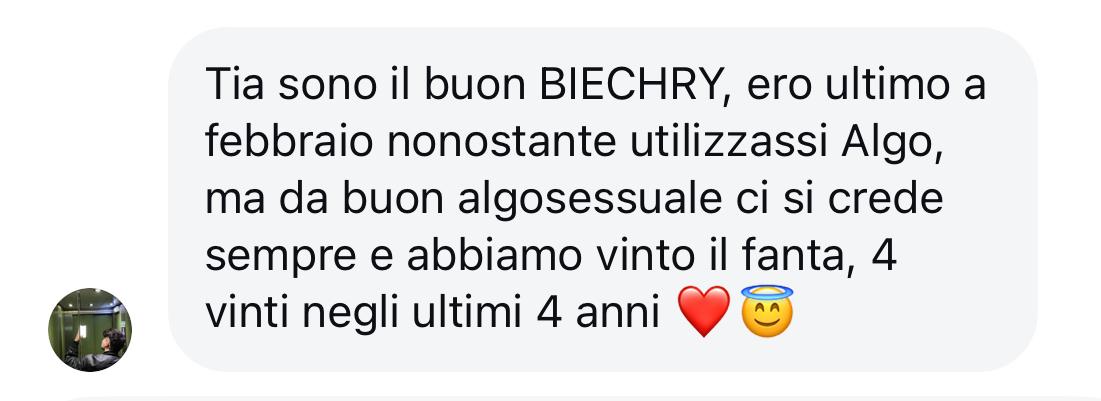 Tia sono il buon BIECHRY, ero ultimo a
febbraio nonostante utilizzassi Algo,
ma da buon algosessuale ci si crede
sempre e abbiamo vinto il fanta, 4
vinti negli ultimi 4 anni ❤️😇